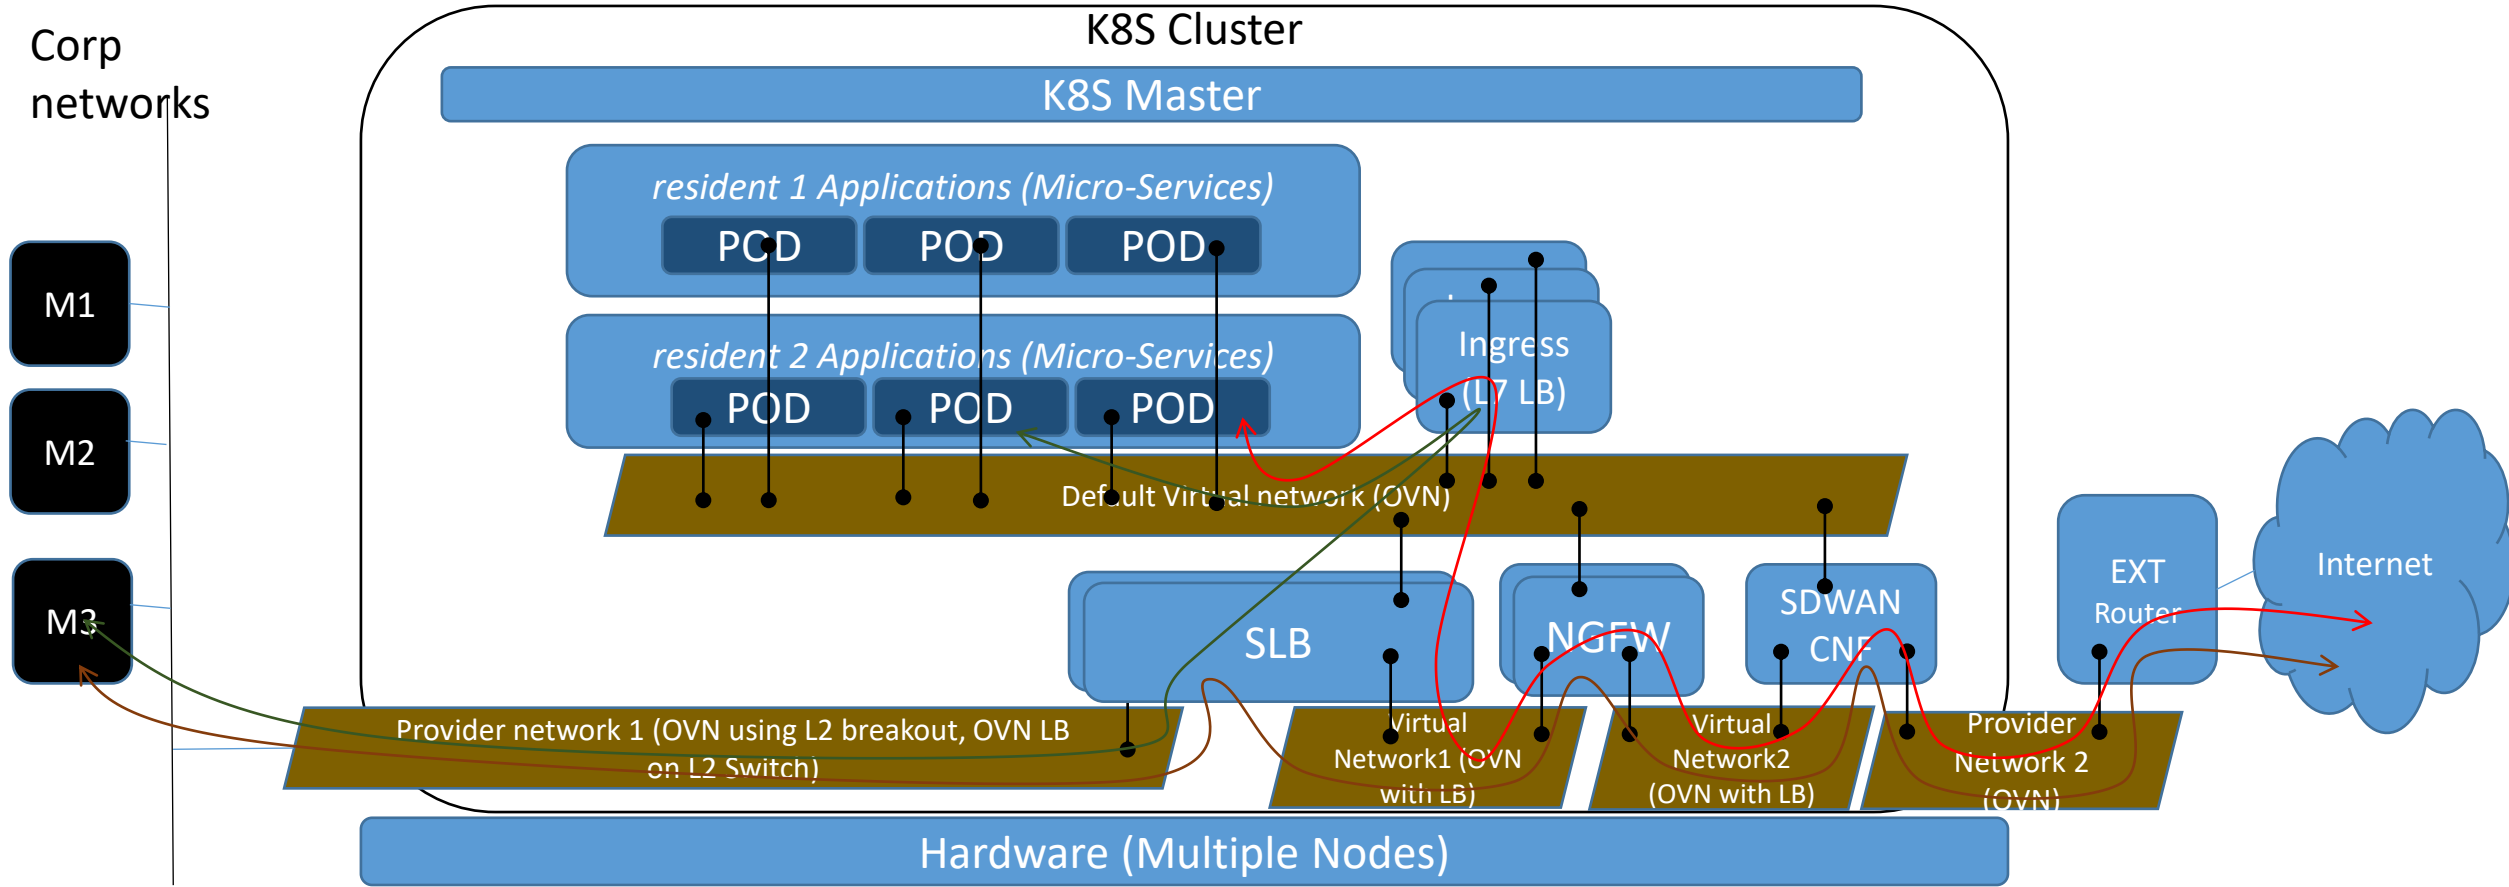 Corp
networks
K8S Cluster
K8S Master
resident 1 Applications (Micro-Services)
POD
POD
POD
resident 2 Applications (Micro-Services)
POD
POD
POD
Ingress
(L7 LB)
M1
M2
M3
Default Virtual network (OVN)
SLB
NGFW
SDWAN
CNF
EXT
Router
Internet
Provider network 1 (OVN using L2 breakout, OVN LB
on L2 Switch)
Virtual
Network1 (OVN
with LB)
Virtual
Network2
(OVN with LB)
Provider
Network 2
(OVN)
Hardware (Multiple Nodes)